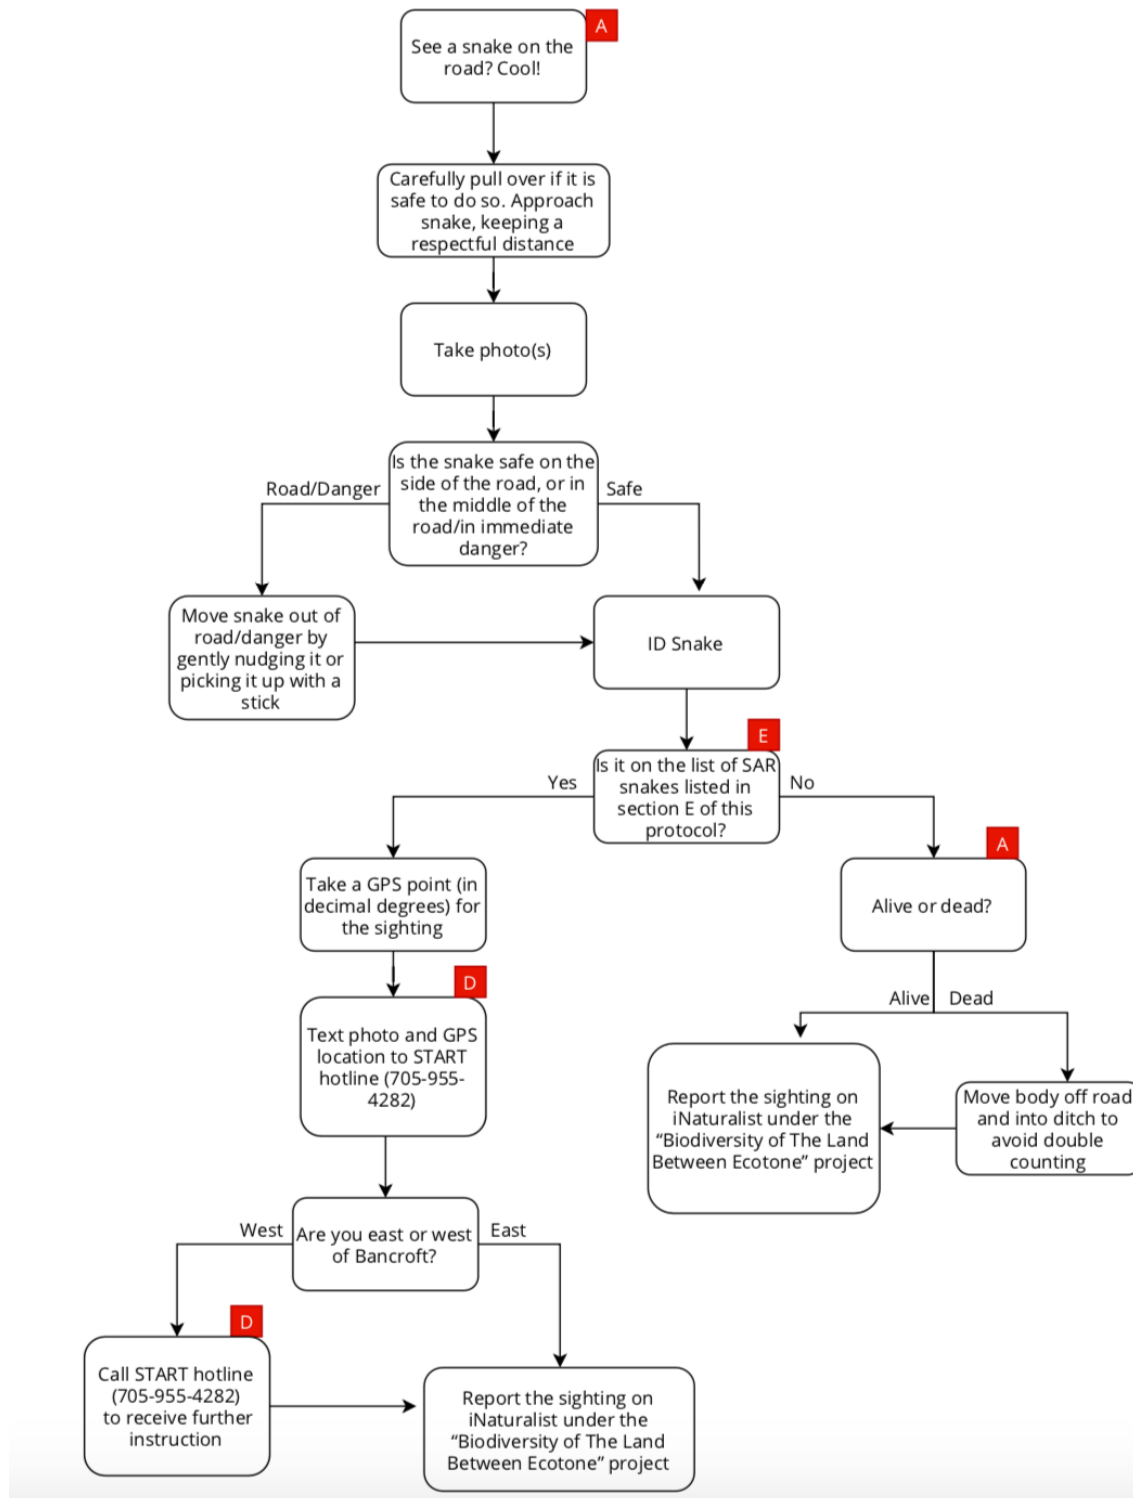 A
See a snake on the
road? Cool!
Carefully pull over if it is
safe to do so. Approach
snake, keeping a
respectful distance
Take photo(s)
Is the snake safe on the
side of the road, or in
the middle of the
road/in immediate
danger?
Road/Danger
Safe
Move snake out of
road/danger by
gently nudging it or
picking it up with a
stick
ID Snake
E
Is it on the list of SAR
snakes listed in
section E of this
protocol?
Yes
No
Take a GPS point (in
decimal degrees) for
the sighting
A
Alive or dead?
D
Text photo and GPS
location to START
hotline (705-955-
4282)
Alive
Dead
Report the sighting on
iNaturalist under the
“Biodiversity of The Land
Between Ecotone” project
Move body off road
and into ditch to
avoid double
counting
Are you east or west
of Bancroft?
West
East
D
Call START hotline
(705-955-4282)
to receive further
instruction
Report the sighting on
iNaturalist under the
“Biodiversity of The Land
Between Ecotone” project